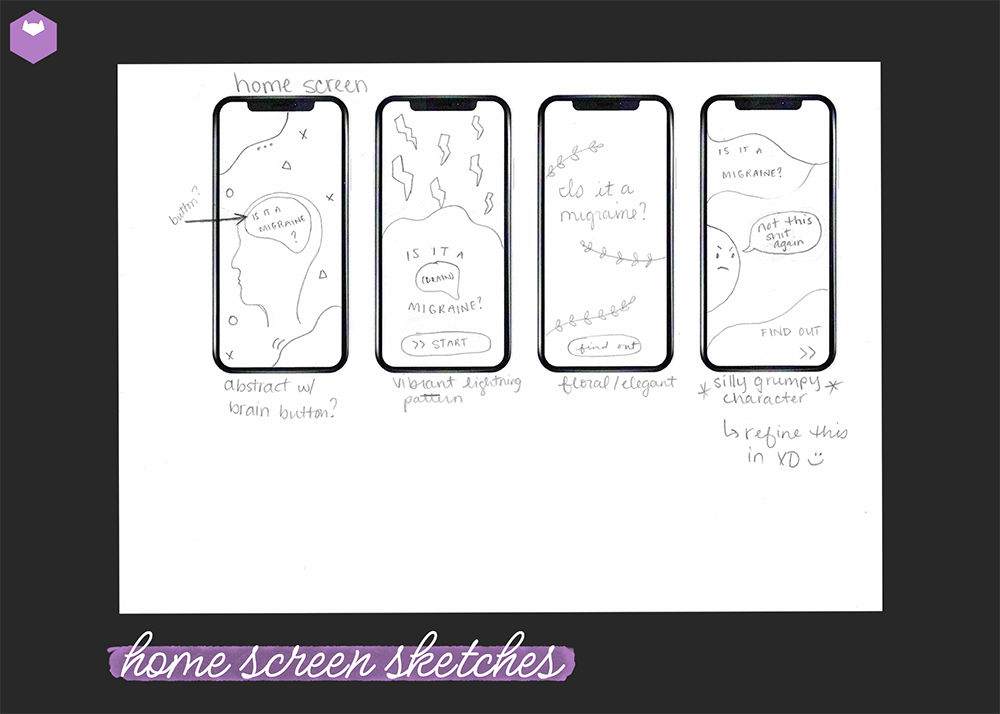 home screen
button?
IS IT A
MIGRAINE
?
abstract w/
brain button?
IS IT A
(BRAIN)
MIGRAINE?
>> START
vibrant lightning
pattern
Is it a
migraine?
find out
floral/elegant
IS IT A
MIGRAINE?
not this
shit
again
FIND OUT
>>
* silly grumpy *
character
↳ refine this
in XD :)
home screen sketches